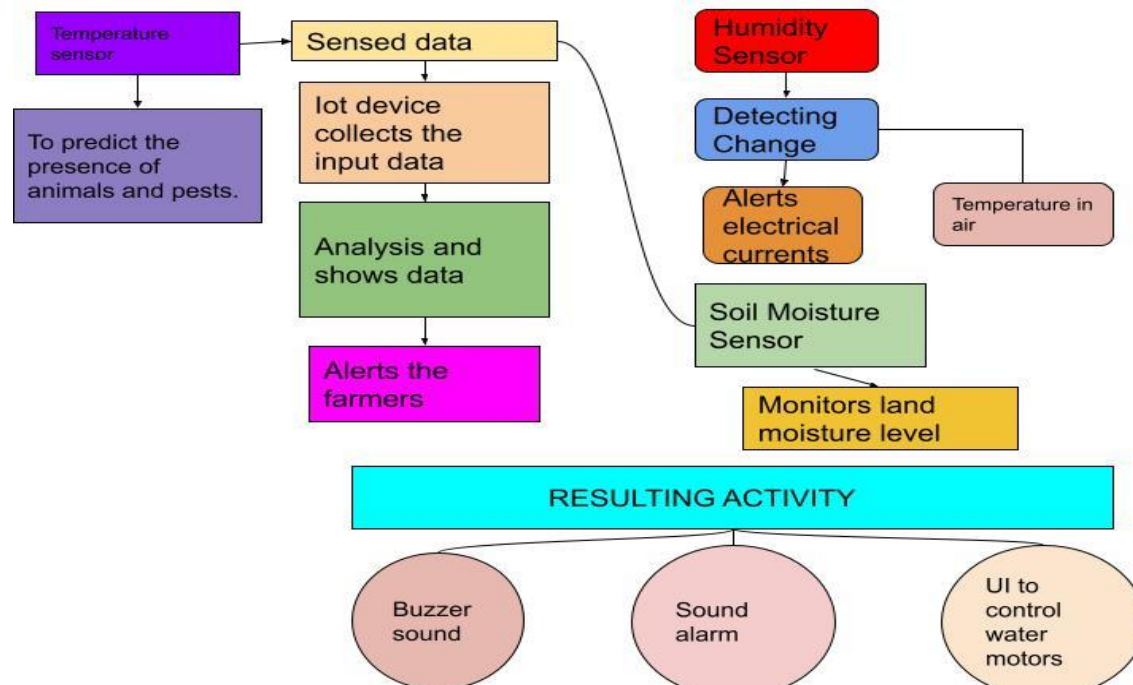 Temperature
sensor
Sensed data
Humidity
Sensor
To predict the
presence of
animals and pests.
Iot device
collects the
input data
Detecting
Change
Alerts
electrical
currents
Temperature in
air
Analysis and
shows data
Soil Moisture
Sensor
Alerts the
farmers
Monitors land
moisture level
RESULTING ACTIVITY
Buzzer
sound
Sound
alarm
UI to
control
water
motors